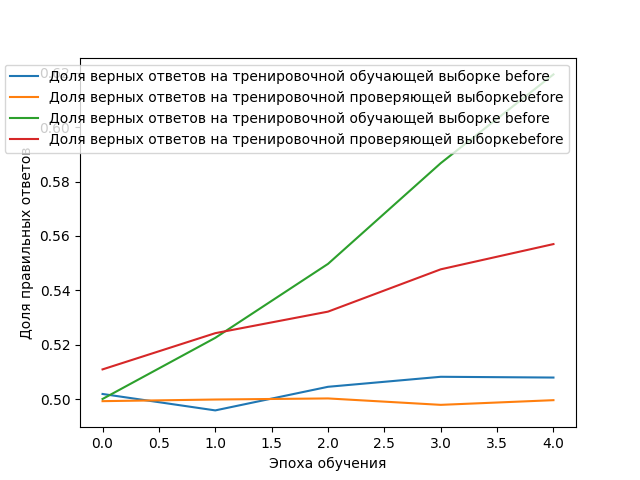 Доля верных ответов на тренировочной обучающей выборке before
Доля верных ответов на тренировочной проверяющей выборкеbefore
Доля верных ответов на тренировочной обучающей выборке before
Доля верных ответов на тренировочной проверяющей выборкеbefore
Доля правильных ответов
0.62
0.60
0.58
0.56
0.54
0.52
0.50
0.0 0.5 1.0 1.5 2.0 2.5 3.0 3.5 4.0
Эпоха обучения